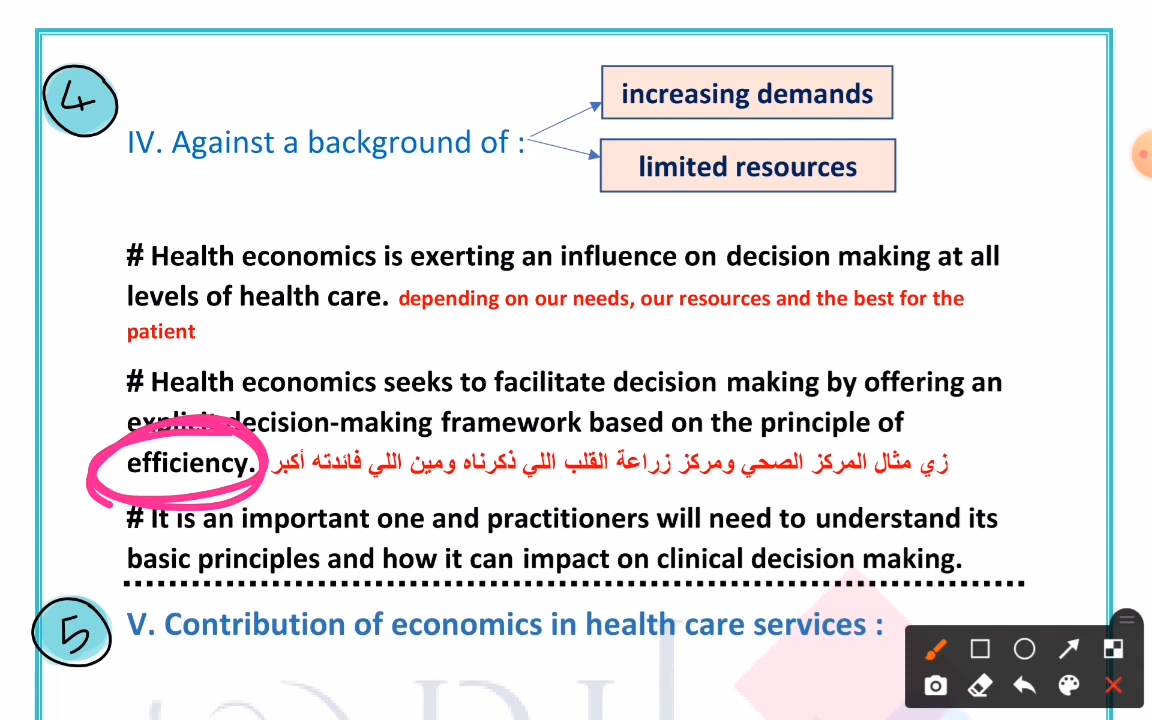 4
increasing demands
IV. Against a background of :
limited resources
# Health economics is exerting an influence on decision making at all
levels of health care. depending on our needs, our resources and the best for the
patient
# Health economics seeks to facilitate decision making by offering an
explicit decision-making framework based on the principle of
efficiency. زي مثال المركز الصحي ومركز زراعة القلب اللي ذكرناه ومين اللي فائدته أكبر
# It is an important one and practitioners will need to understand its
basic principles and how it can impact on clinical decision making.
5
V. Contribution of economics in health care services :